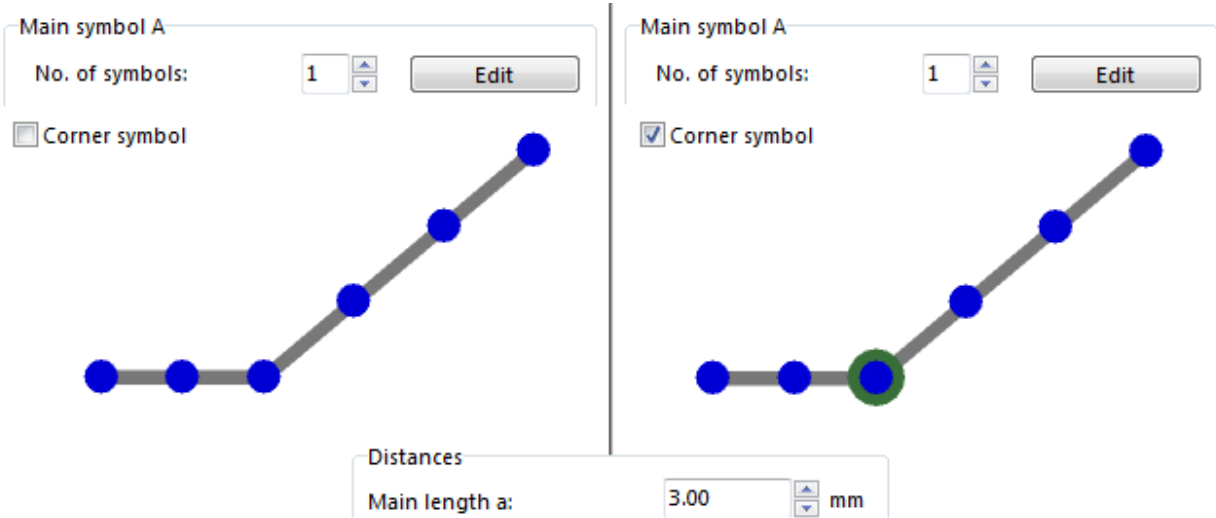 Main symbol A
No. of symbols: 1 Edit
Corner symbol
Main symbol A
No. of symbols: 1 Edit
Corner symbol
Distances
Main length a: 3.00 mm